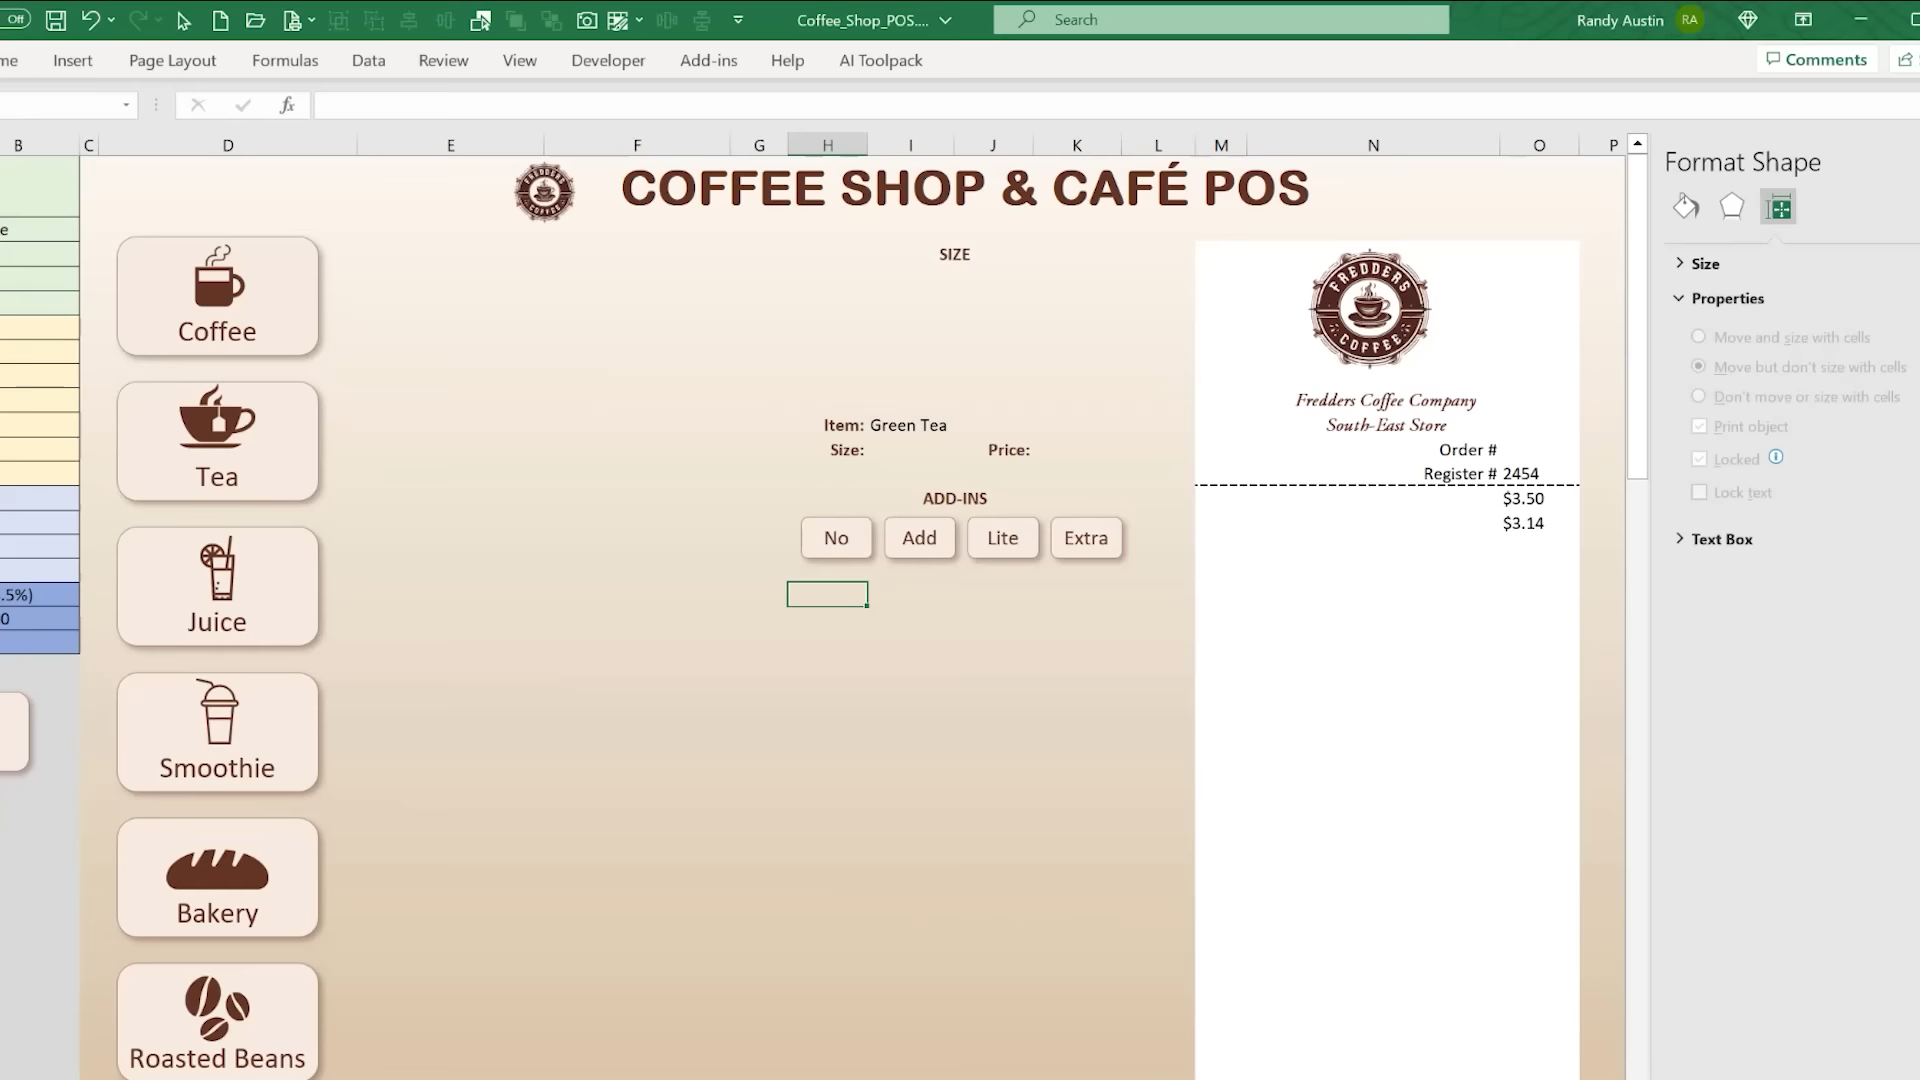 Off
Coffee_Shop_POS....
Search
Randy Austin
RA
me
Insert
Page Layout
Formulas
Data
Review
View
Developer
Add-ins
Help
AI Toolpack
Comments
fx
B
C
D
E
F
G
H
I
J
K
L
M
N
O
P
COFFEE SHOP & CAFÉ POS
FREDDERS
COFFEE
e
.5%)
0
Coffee
Tea
Juice
Smoothie
Bakery
Roasted Beans
SIZE
Item: Green Tea
Size:
Price:
ADD-INS
No
Add
Lite
Extra
FREDDERS
COFFEE
Fredders Coffee Company
South-East Store
Order #
Register # 2454
$3.50
$3.14
Format Shape
Size
Properties
Move and size with cells
Move but don't size with cells
Don't move or size with cells
Print object
Locked
Lock text
Text Box